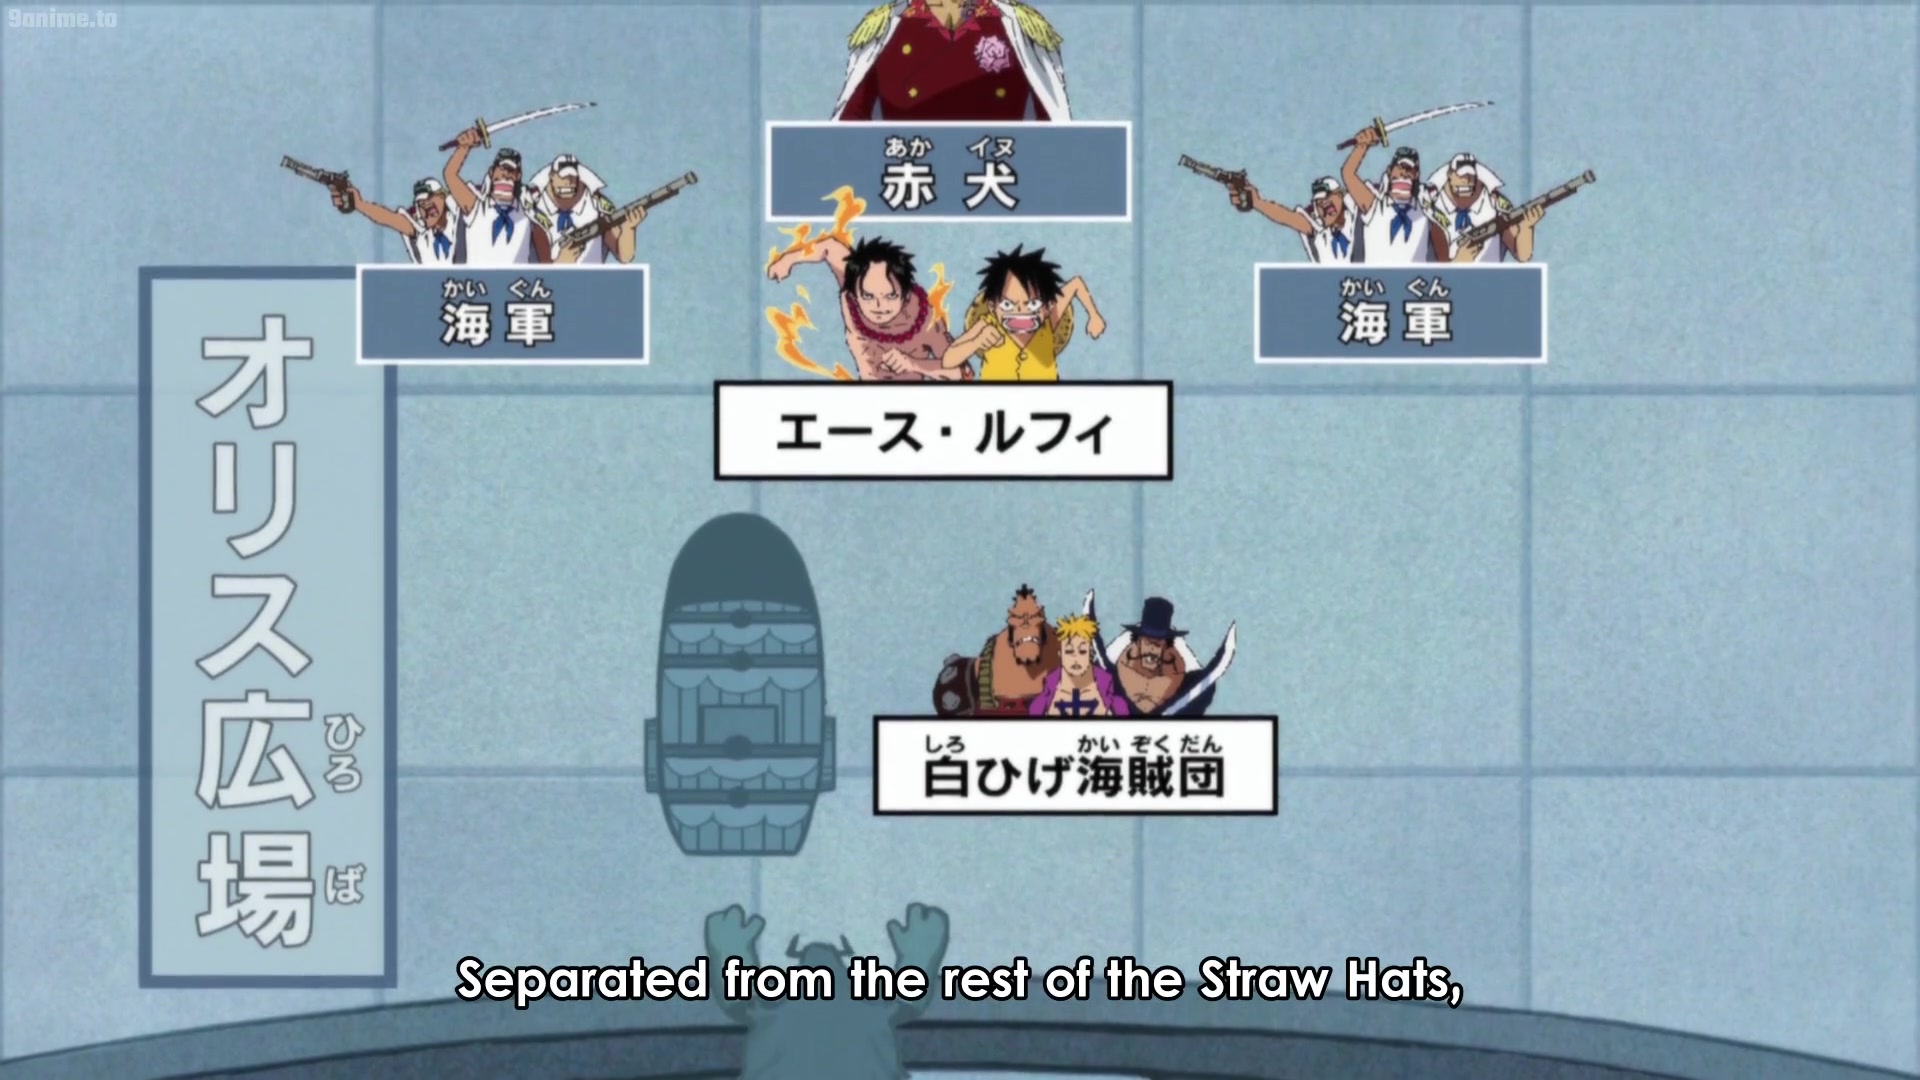 9anime.to
あか イヌ
赤 犬
かい ぐん
海軍
かい ぐん
海軍
エース・ルフィ
オリス広場
ひろ ば
しろ かい ぞく だん
白ひげ海賊団
Separated from the rest of the Straw Hats,